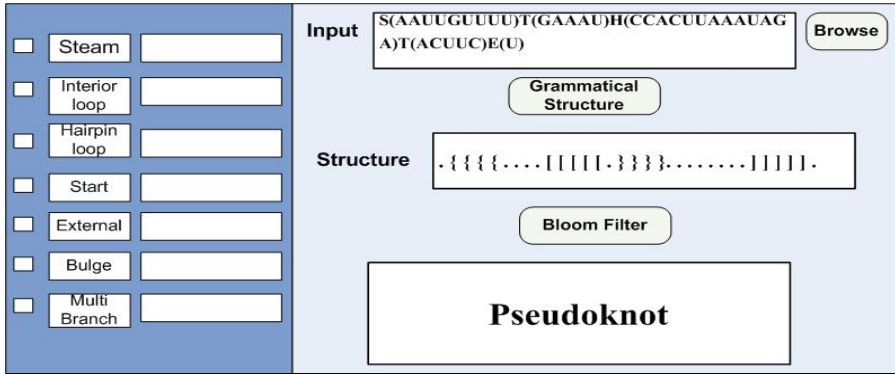 Steam
Interior
loop
Hairpin
loop
Start
External
Bulge
Multi
Branch
Input
S(AAUUGUUUU)T(GAAAU)H(CCACUUAAAUAG
A)T(ACUUC)E(U)
Browse
Grammatical
Structure
Structure
.{{{{....[[[[[.}}}}........]]]]].
Bloom Filter
Pseudoknot